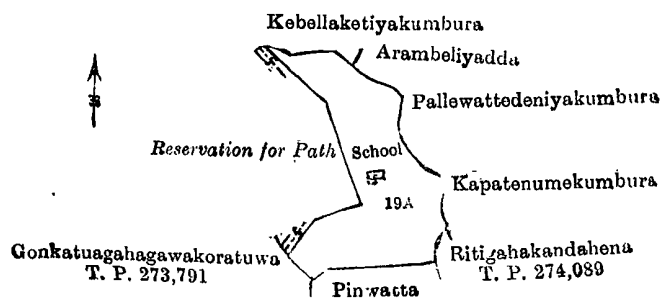 Kebellaketiyakumbura
Arambeliyadda
Pallewattedeniyakumbura
Reservation for Path School
Kapatenumekumbura
19A
Gonkatuagahagawakoratuwa
T. P. 273,791
Ritigahakandahena
T. P. 274,089
Pinwatta